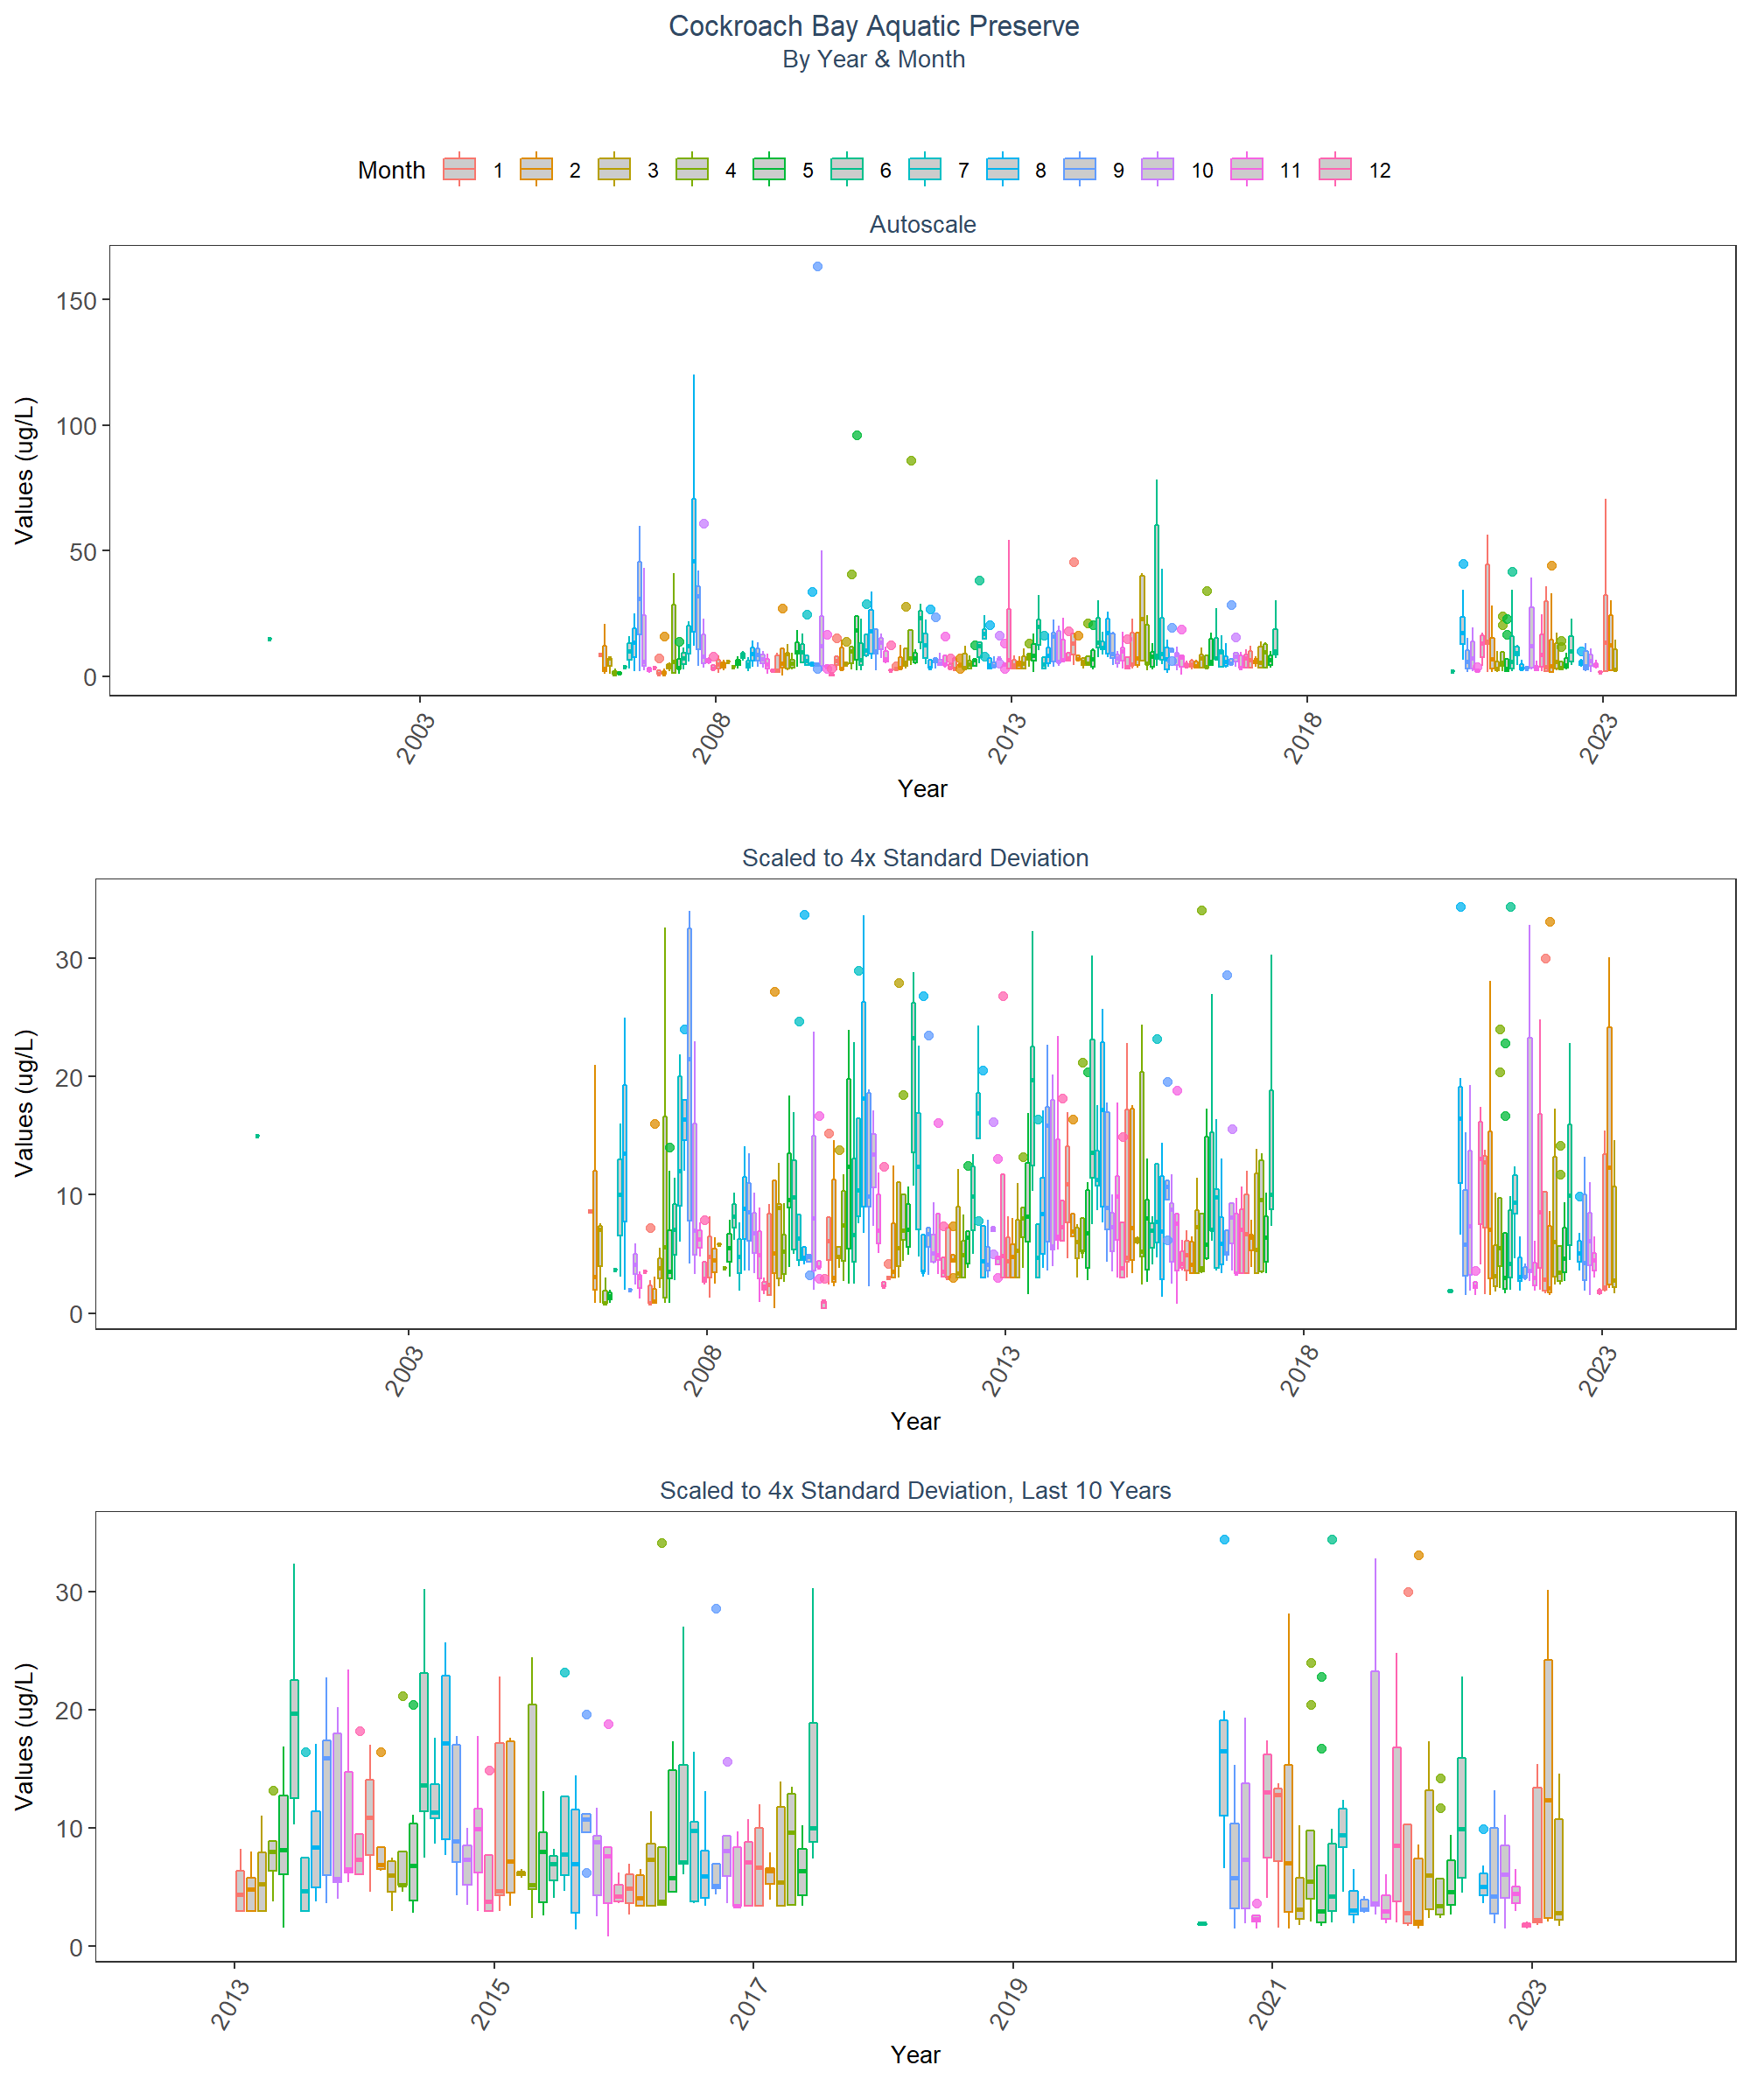 Cockroach Bay Aquatic Preserve
By Year & Month
Month 1 2 3 4 5 6 7 8 9 10 11 12
Autoscale
Values (ug/L)
150
100
50
0
2003 2008 2013 2018 2023
Year
Scaled to 4x Standard Deviation
Values (ug/L)
30
20
10
0
2003 2008 2013 2018 2023
Year
Scaled to 4x Standard Deviation, Last 10 Years
Values (ug/L)
30
20
10
0
2013 2015 2017 2019 2021 2023
Year